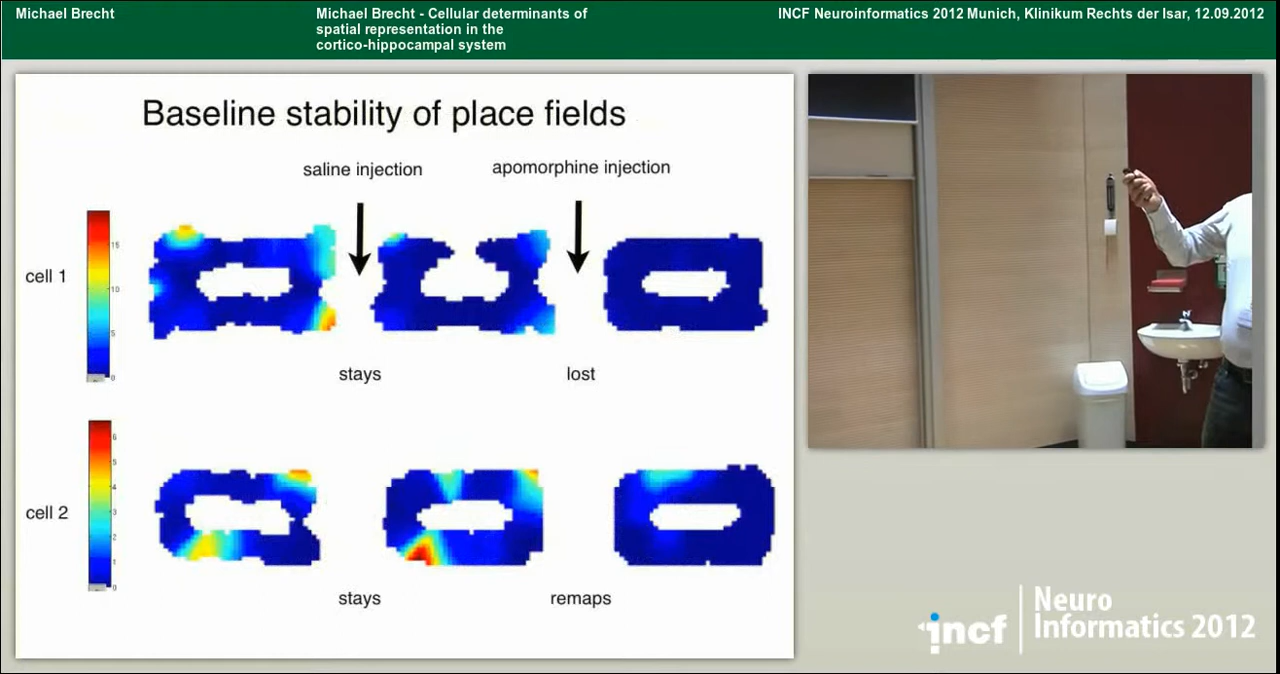 Michael Brecht
Michael Brecht - Cellular determinants of
spatial representation in the
cortico-hippocampal system
INCF Neuroinformatics 2012 Munich, Klinikum Rechts der Isar, 12.09.2012
Baseline stability of place fields
saline injection
apomorphine injection
cell 1
15
10
5
0
stays
lost
cell 2
6
5
4
3
2
1
0
stays
remaps
incf
Neuro
Informatics 2012